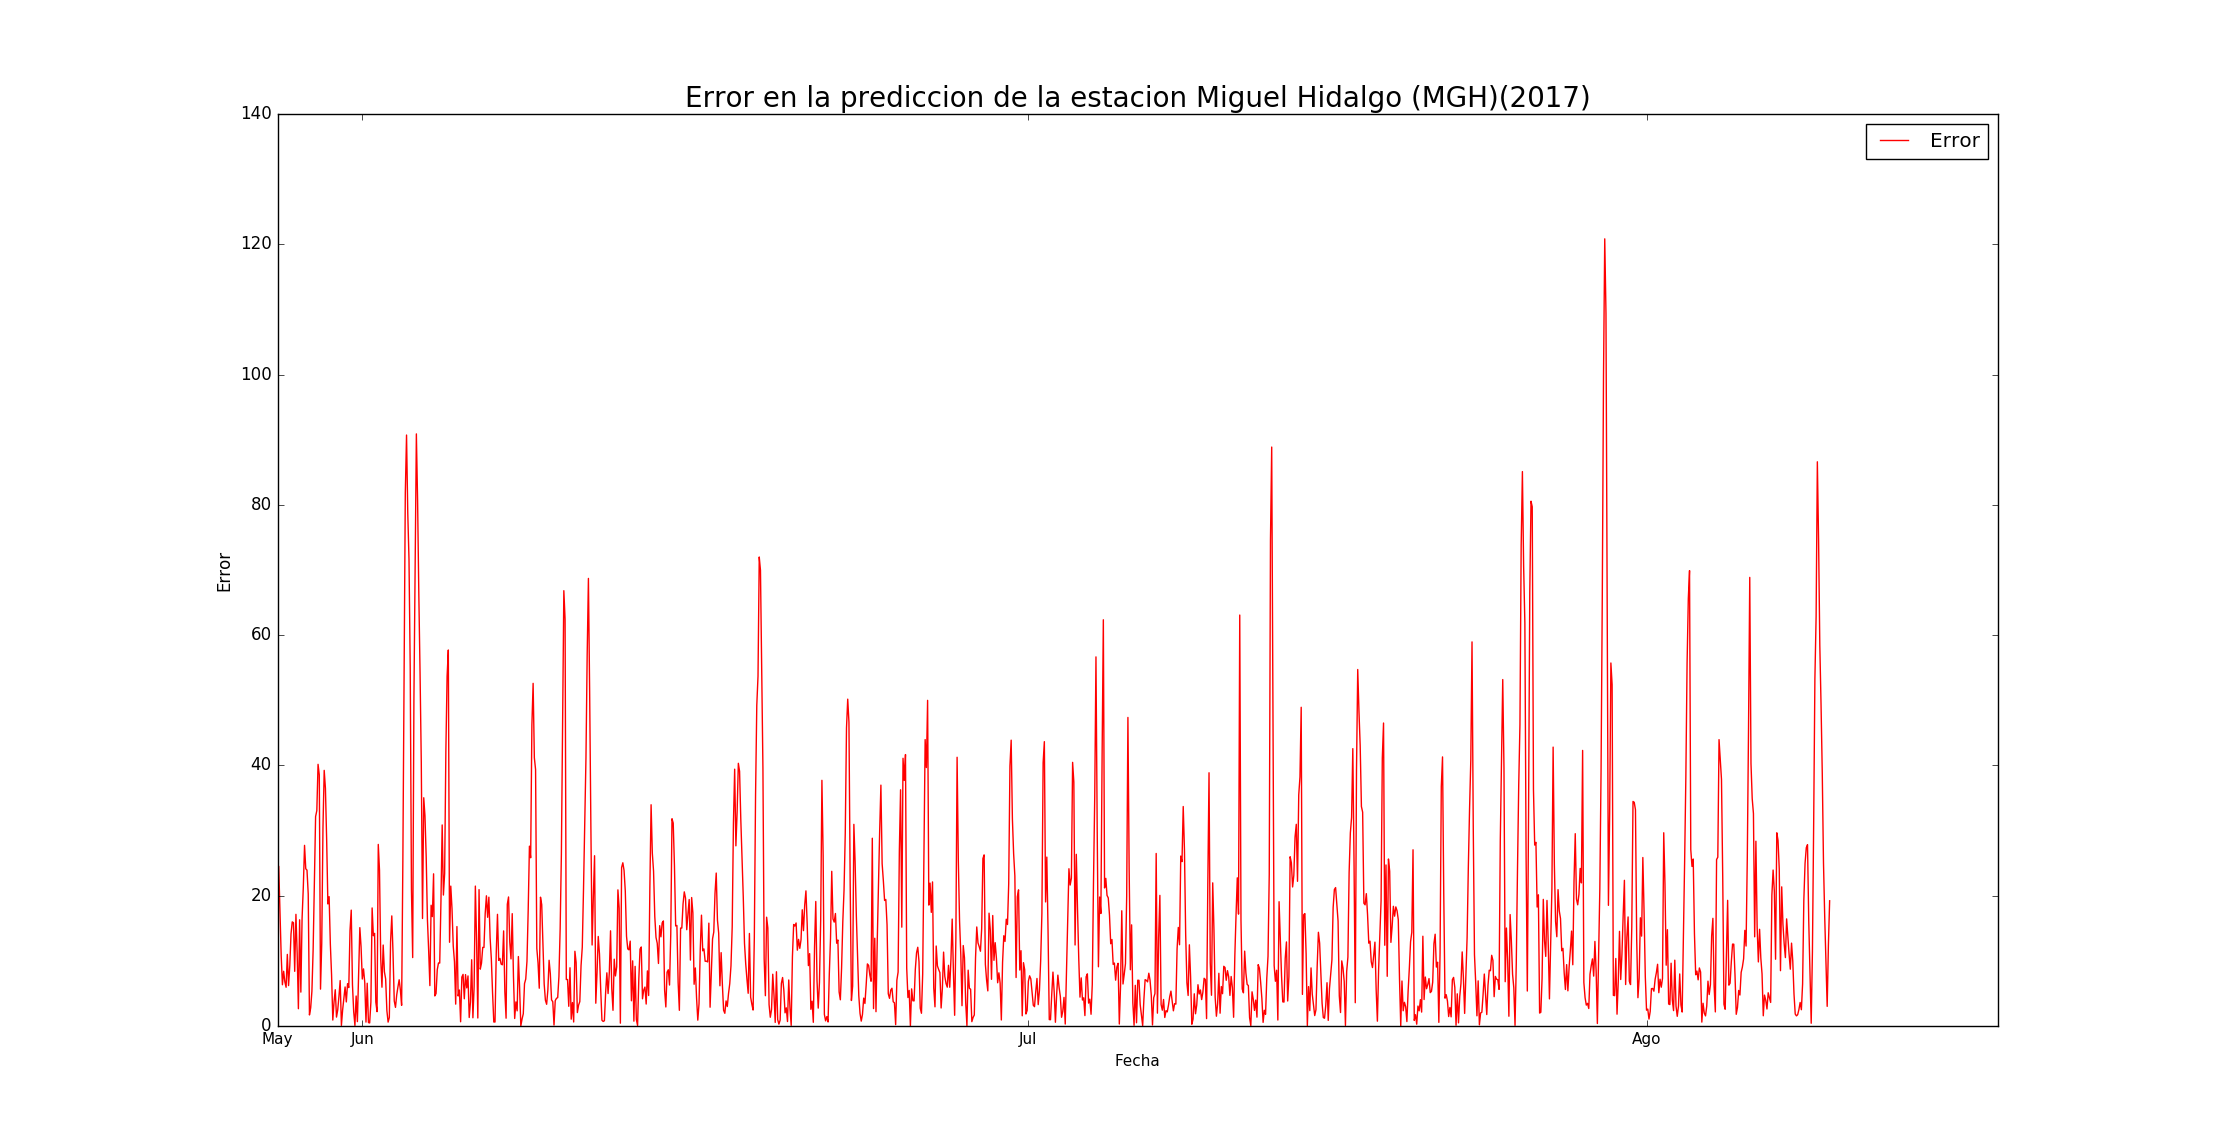 Error en la prediccion de la estacion Miguel Hidalgo (MGH)(2017)
140
Error
120
100
80
60
Error
40
20
0
May Jun Jul Ago
Fecha